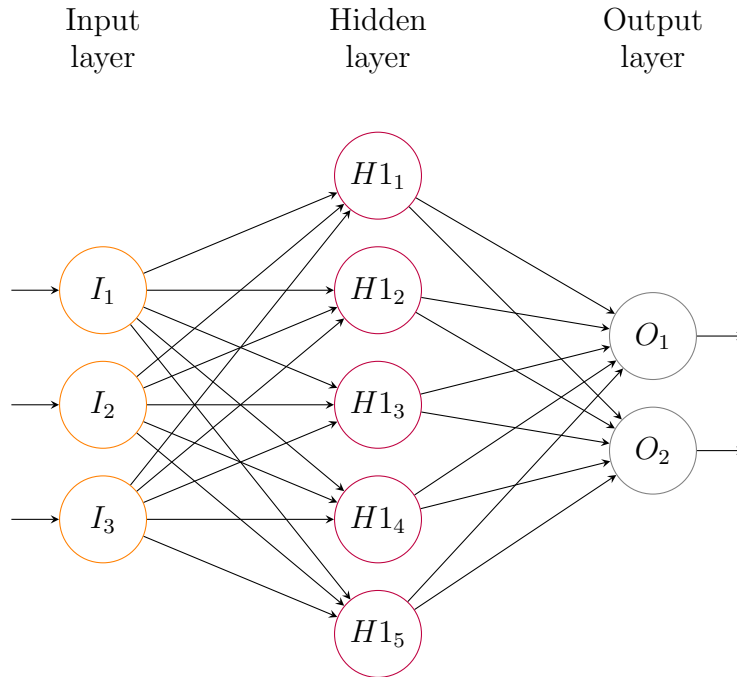 Input
layer
Hidden
layer
Output
layer
H1₁
I₁
H1₂
O₁
I₂
H1₃
O₂
I₃
H1₄
H1₅